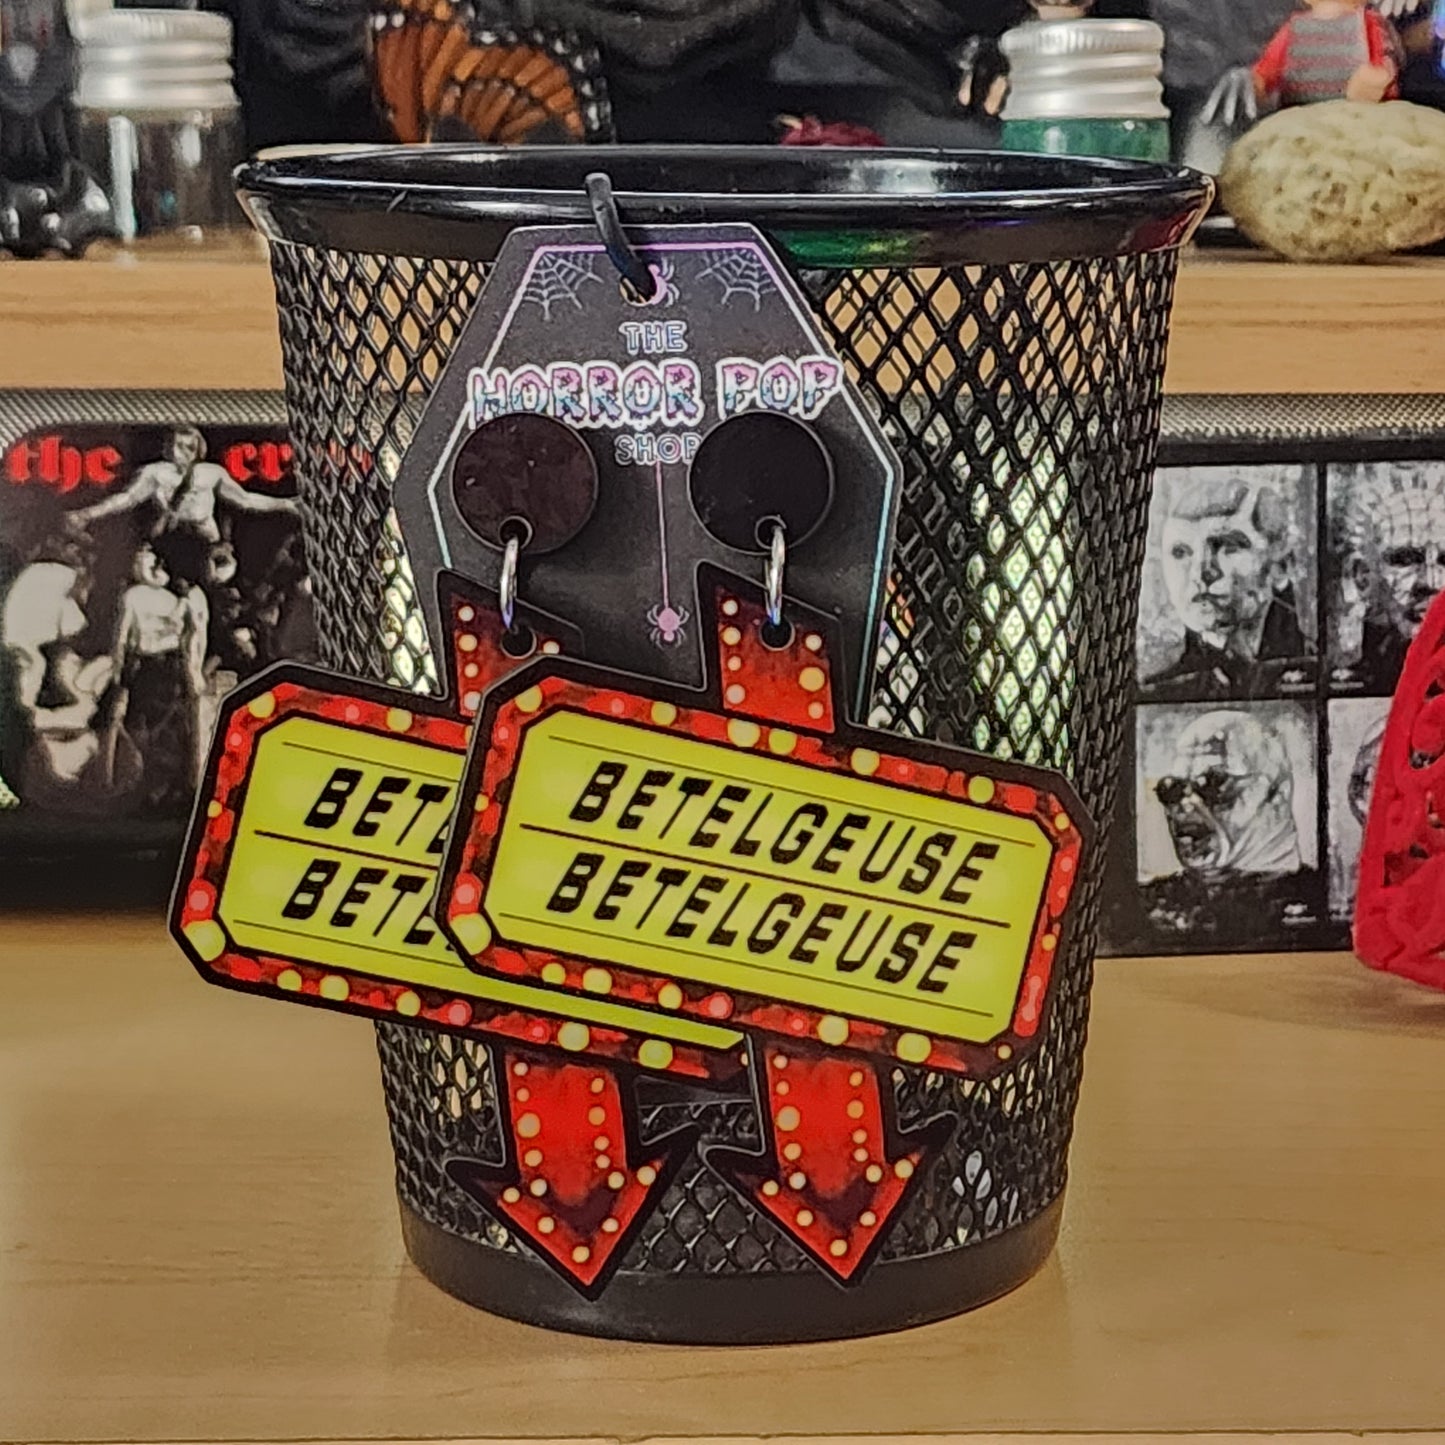 THE
HORROR POP
SHOP
the
BETELGEUSE
BETELGEUSE